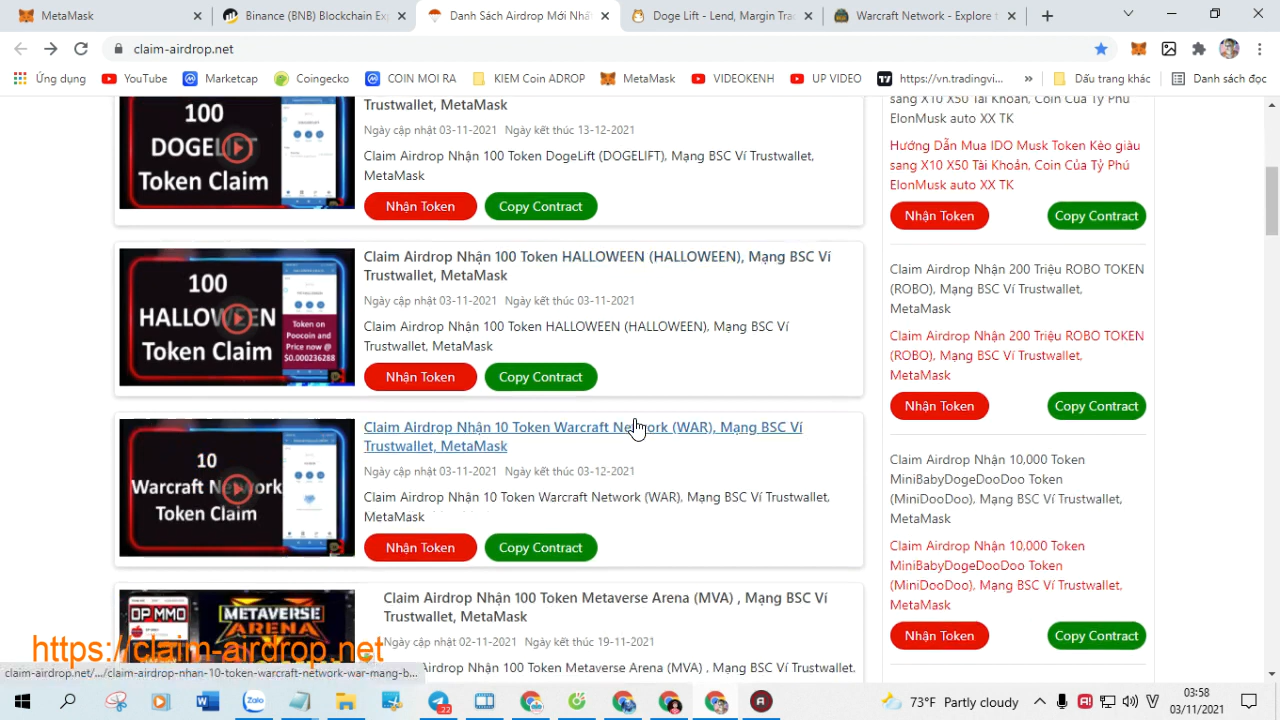 MetaMask
Binance (BNB) Blockchain Exp
Danh Sách Airdrop Mới Nhấ
Doge Lift - Lend, Margin Trac
Warcraft Network - Explore t
claim-airdrop.net
Ứng dụng
YouTube
Marketcap
Coingecko
COIN MOI RA
KIEM COin ADROP
MetaMask
VIDEOKENH
UP VIDEO
https://vn.tradingvi...
Dấu trang khác
Danh sách đọc
100
DOGELIFT
Token Claim
Trustwallet, MetaMask
Ngày cập nhật 03-11-2021 Ngày kết thúc 13-12-2021
Claim Airdrop Nhận 100 Token DogeLift (DOGELIFT), Mạng BSC Ví Trustwallet,
MetaMask
Nhận Token
Copy Contract
100
HALLOWEEN
Token Claim
Token on
Poocoin and
Price now @
$0.000236288
Claim Airdrop Nhận 100 Token HALLOWEEN (HALLOWEEN), Mạng BSC Ví
Trustwallet, MetaMask
Ngày cập nhật 03-11-2021 Ngày kết thúc 03-11-2021
Claim Airdrop Nhận 100 Token HALLOWEEN (HALLOWEEN), Mạng BSC Ví
Trustwallet, MetaMask
Nhận Token
Copy Contract
10
Warcraft Network
Token Claim
Claim Airdrop Nhận 10 Token Warcraft Network (WAR), Mạng BSC Ví
Trustwallet, MetaMask
Ngày cập nhật 03-11-2021 Ngày kết thúc 03-12-2021
Claim Airdrop Nhận 10 Token Warcraft Network (WAR), Mạng BSC Ví Trustwallet,
MetaMask
Nhận Token
Copy Contract
OP MMO
METAVERSE
ARENA
Claim Airdrop Nhận 100 Token Metaverse Arena (MVA) , Mạng BSC Ví
Trustwallet, MetaMask
Ngày cập nhật 02-11-2021 Ngày kết thúc 19-11-2021
Airdrop Nhận 100 Token Metaverse Arena (MVA) , Mạng BSC Ví Trustwallet,
sang X10 X50 Tài Khoản, Coin Của Tỷ Phú
ElonMusk auto XX TK
Hướng Dẫn Mua IDO Musk Token Kèo giàu
sang X10 X50 Tài Khoản, Coin Của Tỷ Phú
ElonMusk auto XX TK
Nhận Token
Copy Contract
Claim Airdrop Nhận 200 Triệu ROBO TOKEN
(ROBO), Mạng BSC Ví Trustwallet,
MetaMask
Claim Airdrop Nhận 200 Triệu ROBO TOKEN
(ROBO), Mạng BSC Ví Trustwallet,
MetaMask
Nhận Token
Copy Contract
Claim Airdrop Nhận 10,000 Token
MiniBabyDogeDooDoo Token
(MiniDooDoo), Mạng BSC Ví Trustwallet,
MetaMask
Claim Airdrop Nhận 10,000 Token
MiniBabyDogeDooDoo Token
(MiniDooDoo), Mạng BSC Ví Trustwallet,
MetaMask
Nhận Token
Copy Contract
https://claim-airdrop.net
claim-airdrop.net/.../claim-airdrop-nhan-10-token-warcraft-network-war-mang-b...
Zalo
22
73°F Partly cloudy
03:58
03/11/2021